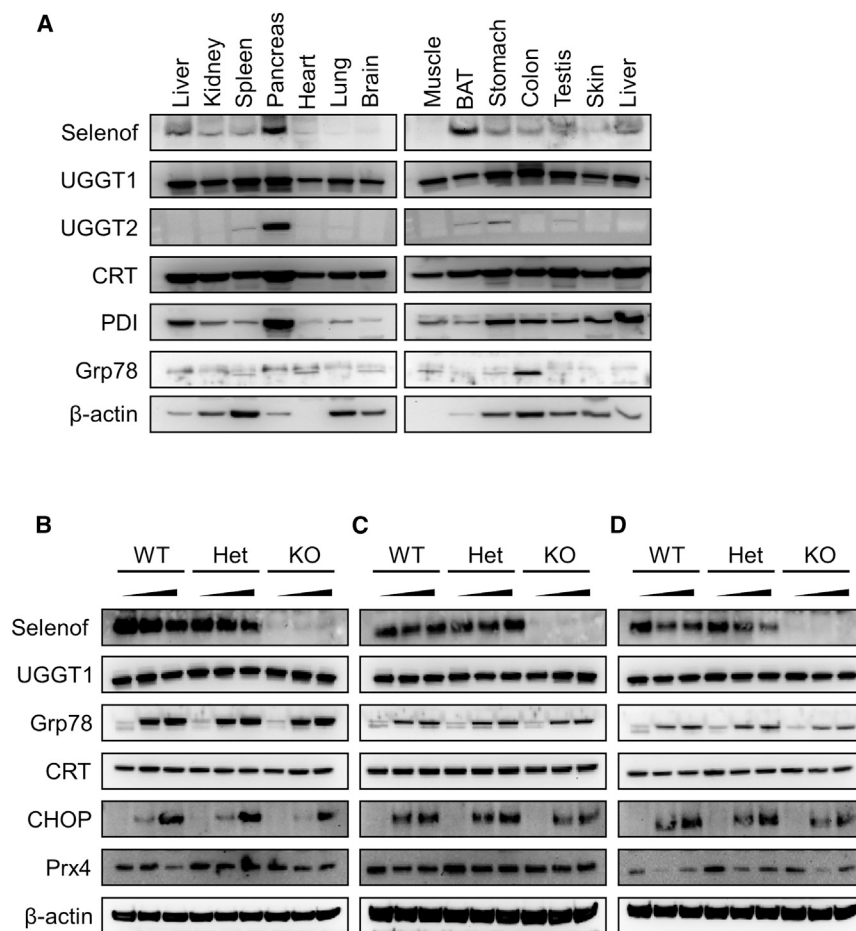 A
Liver Kidney Spleen Pancreas Heart Lung Brain Muscle BAT Stomach Colon Testis Skin Liver
Selenof
UGGT1
UGGT2
CRT
PDI
Grp78
β-actin
B C D
WT Het KO WT Het KO WT Het KO
Selenof
UGGT1
Grp78
CRT
CHOP
Prx4
β-actin